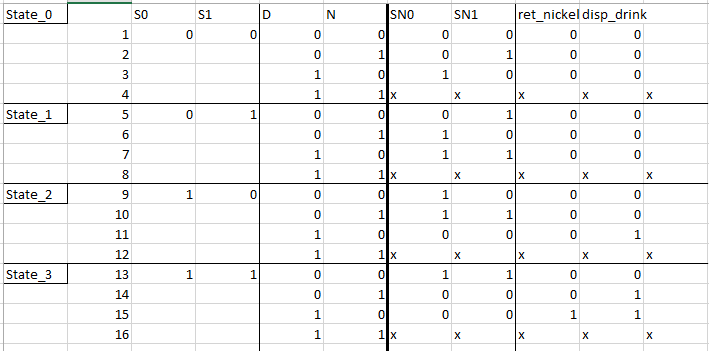 State_0 S0 S1 D N SN0 SN1 ret_nickel disp_drink
1 0 0 0 0 0 0 0 0
2 0 1 0 1 0 0
3 1 0 1 0 0 0
4 1 1 x x x x x
State_1 5 0 1 0 0 0 1 0 0
6 0 1 1 0 0 0
7 1 0 1 1 0 0
8 1 1 x x x x x
State_2 9 1 0 0 0 1 0 0 0
10 0 1 1 1 0 0
11 1 0 0 0 0 1
12 1 1 x x x x x
State_3 13 1 1 0 0 1 1 0 0
14 0 1 0 0 0 1
15 1 0 0 0 1 1
16 1 1 x x x x x